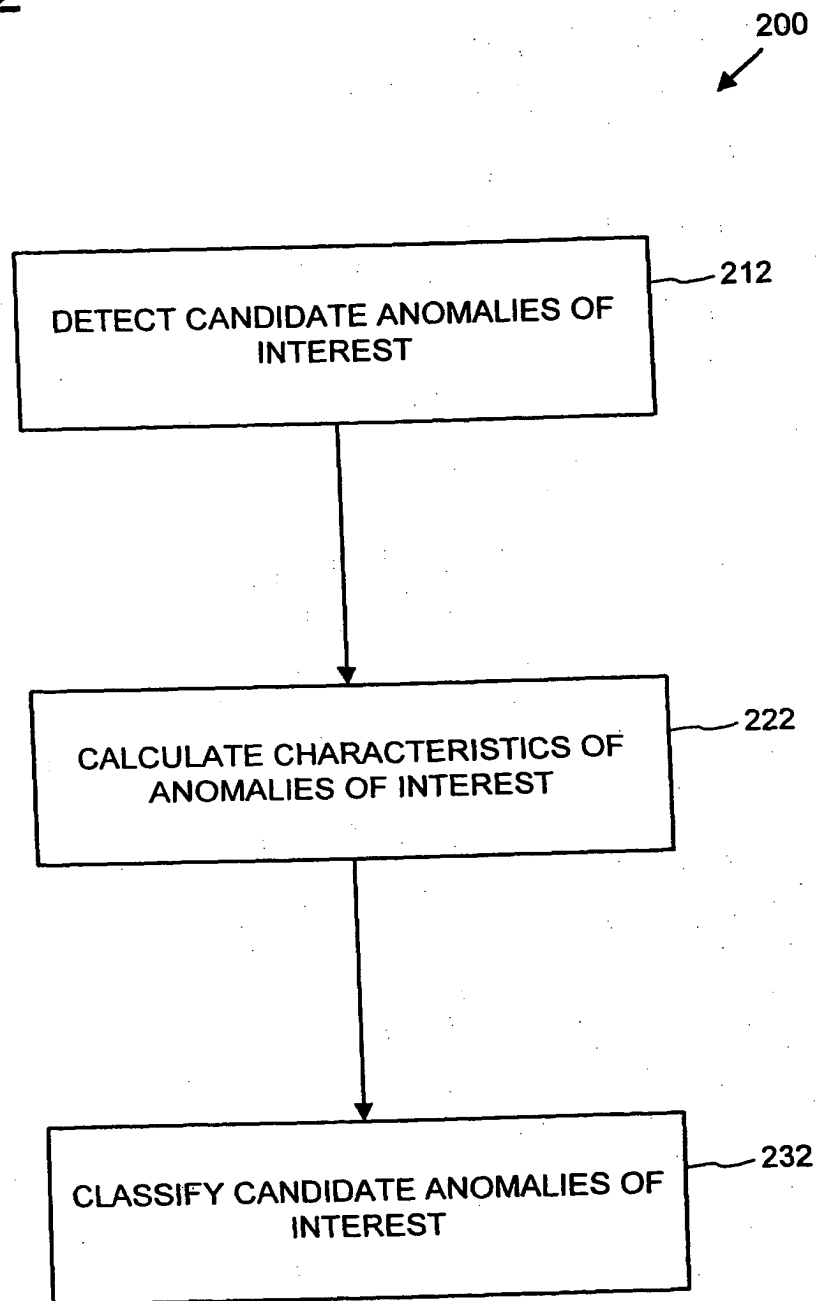 200
DETECT CANDIDATE ANOMALIES OF
INTEREST
212
CALCULATE CHARACTERISTICS OF
ANOMALIES OF INTEREST
222
CLASSIFY CANDIDATE ANOMALIES OF
INTEREST
232